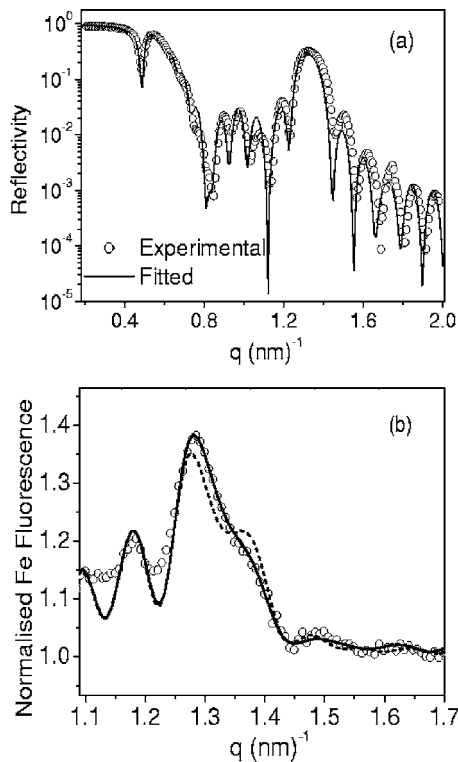 (a)
Reflectivity
10⁰
10⁻¹
10⁻²
10⁻³
10⁻⁴
10⁻⁵
Experimental
Fitted
0.4 0.8 1.2 1.6 2.0
q (nm)⁻¹
(b)
Normalised Fe Fluorescence
1.4
1.3
1.2
1.1
1.0
1.1 1.2 1.3 1.4 1.5 1.6 1.7
q (nm)⁻¹